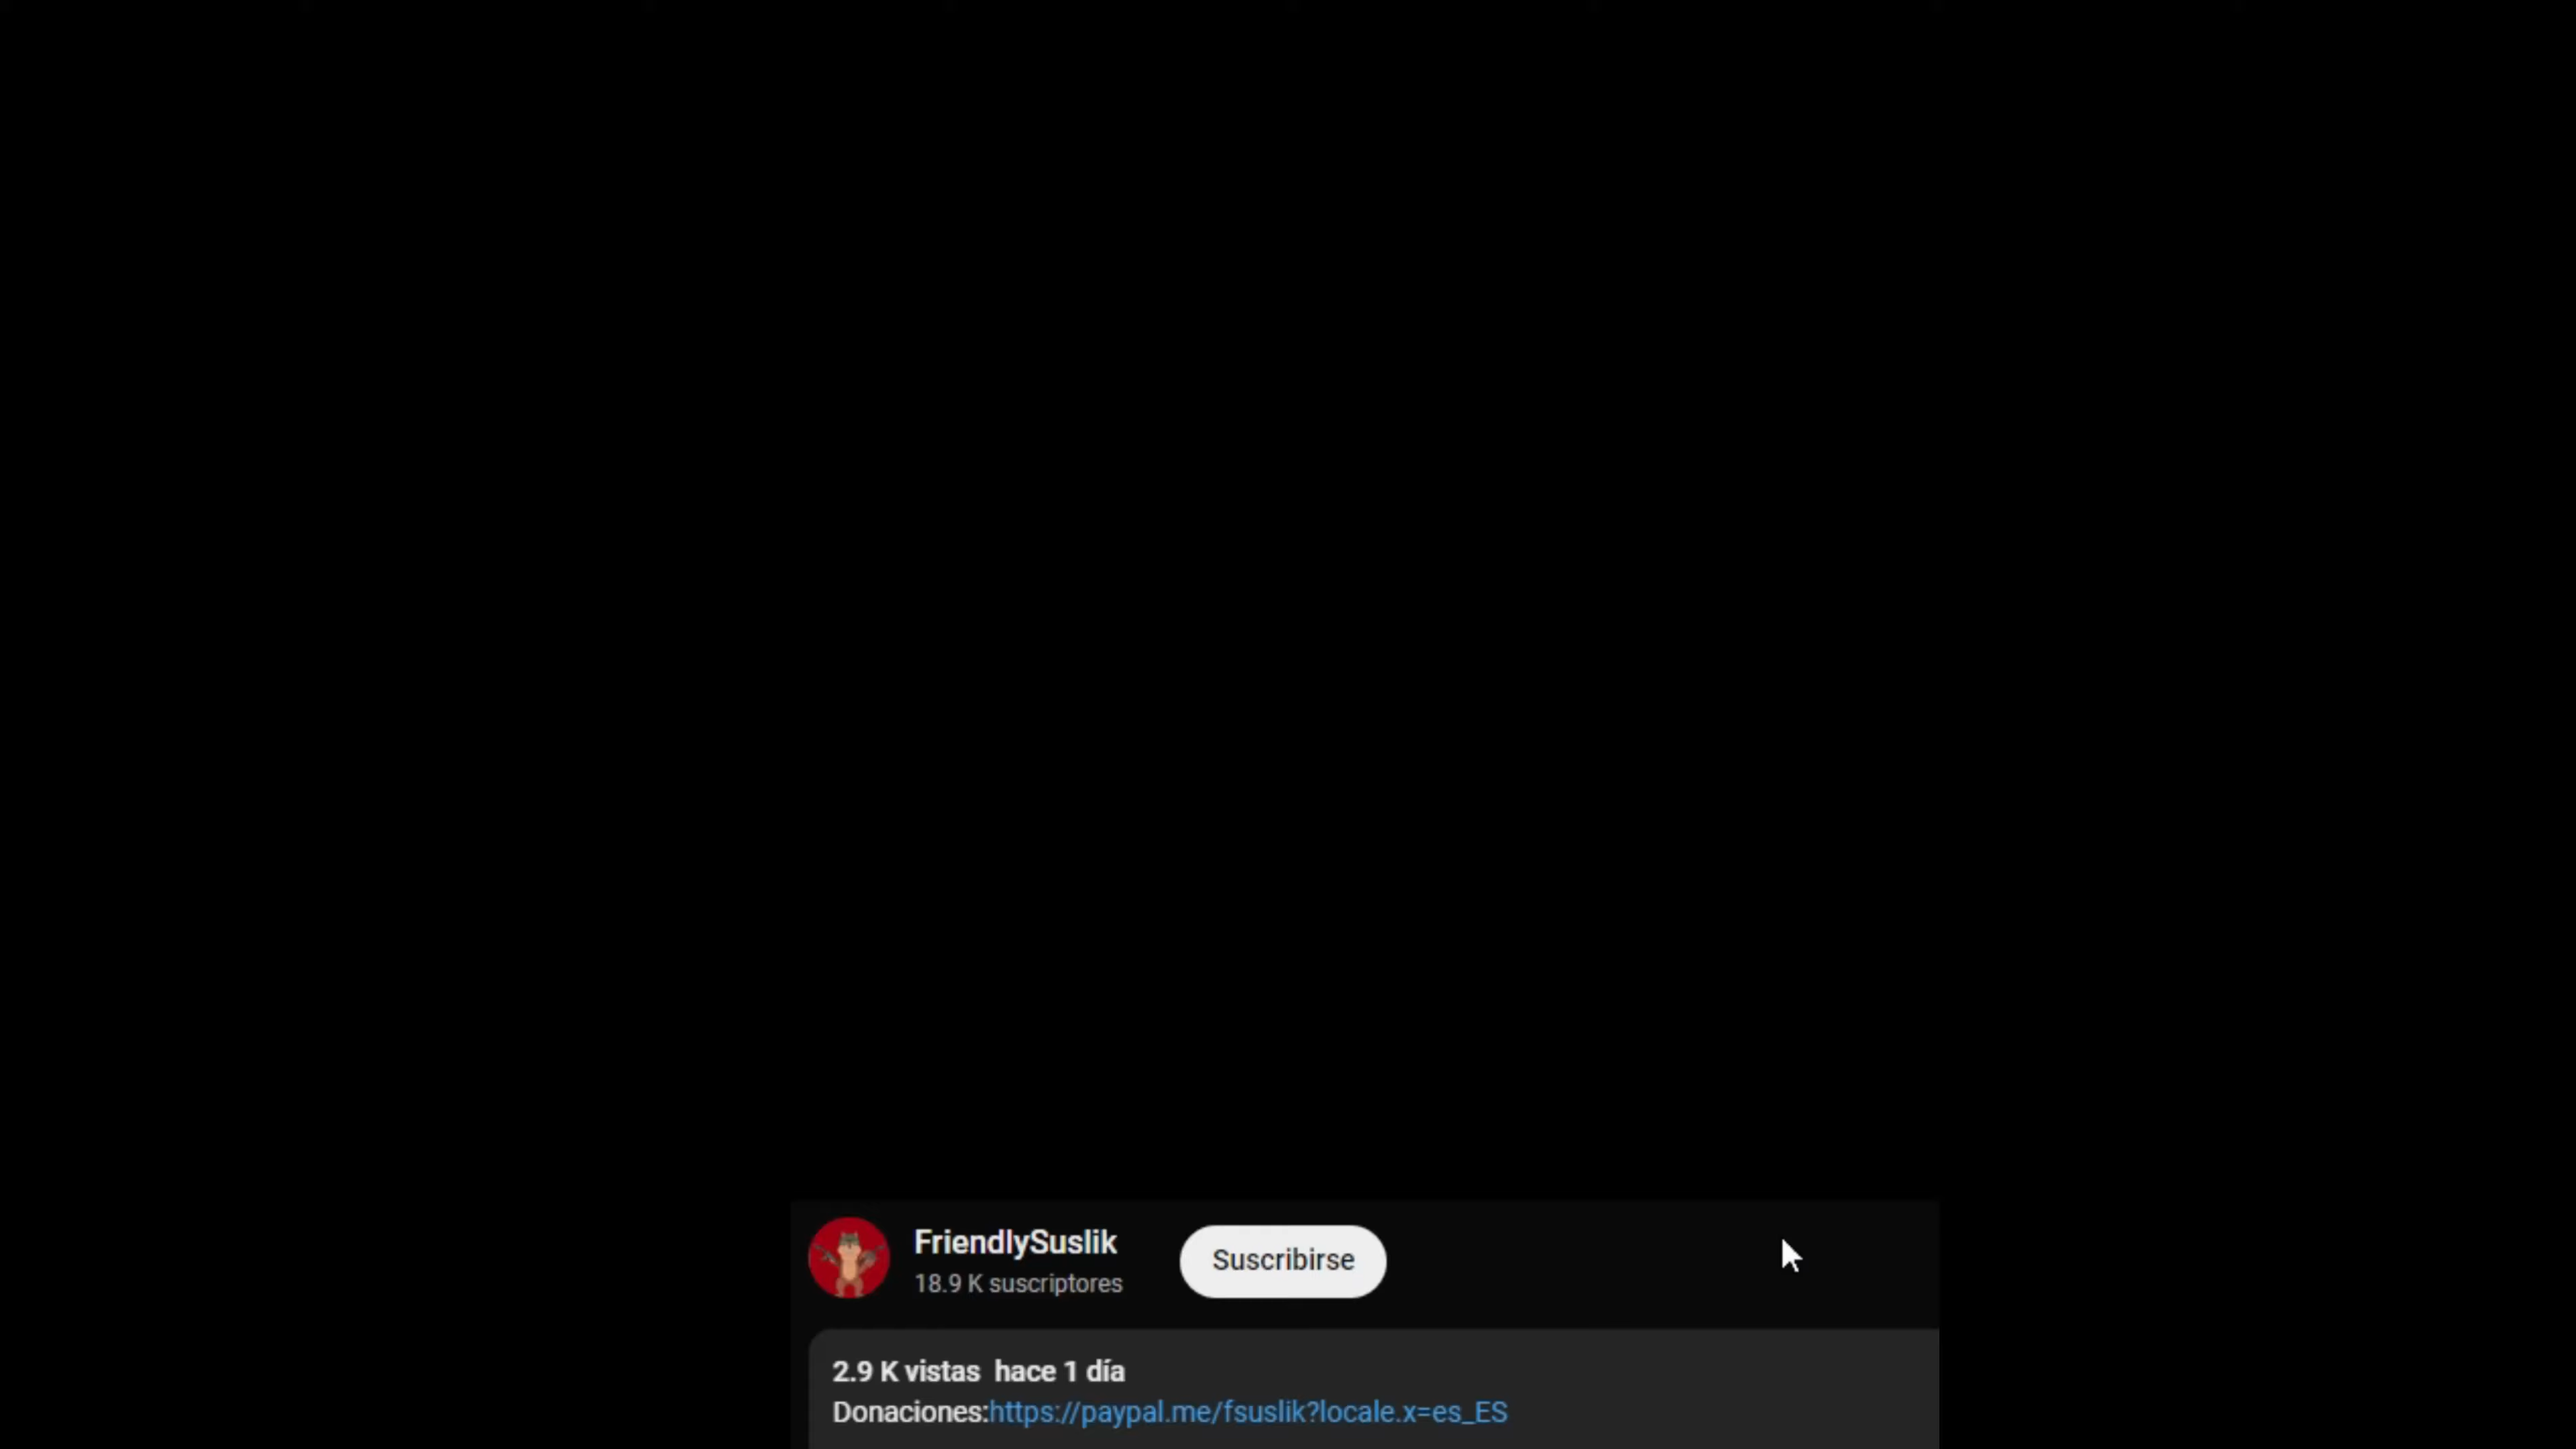 FriendlySuslik
18.9 K suscriptores
Suscribirse
2.9 K vistas hace 1 día
Donaciones:https://paypal.me/fsuslik?locale.x=es_ES